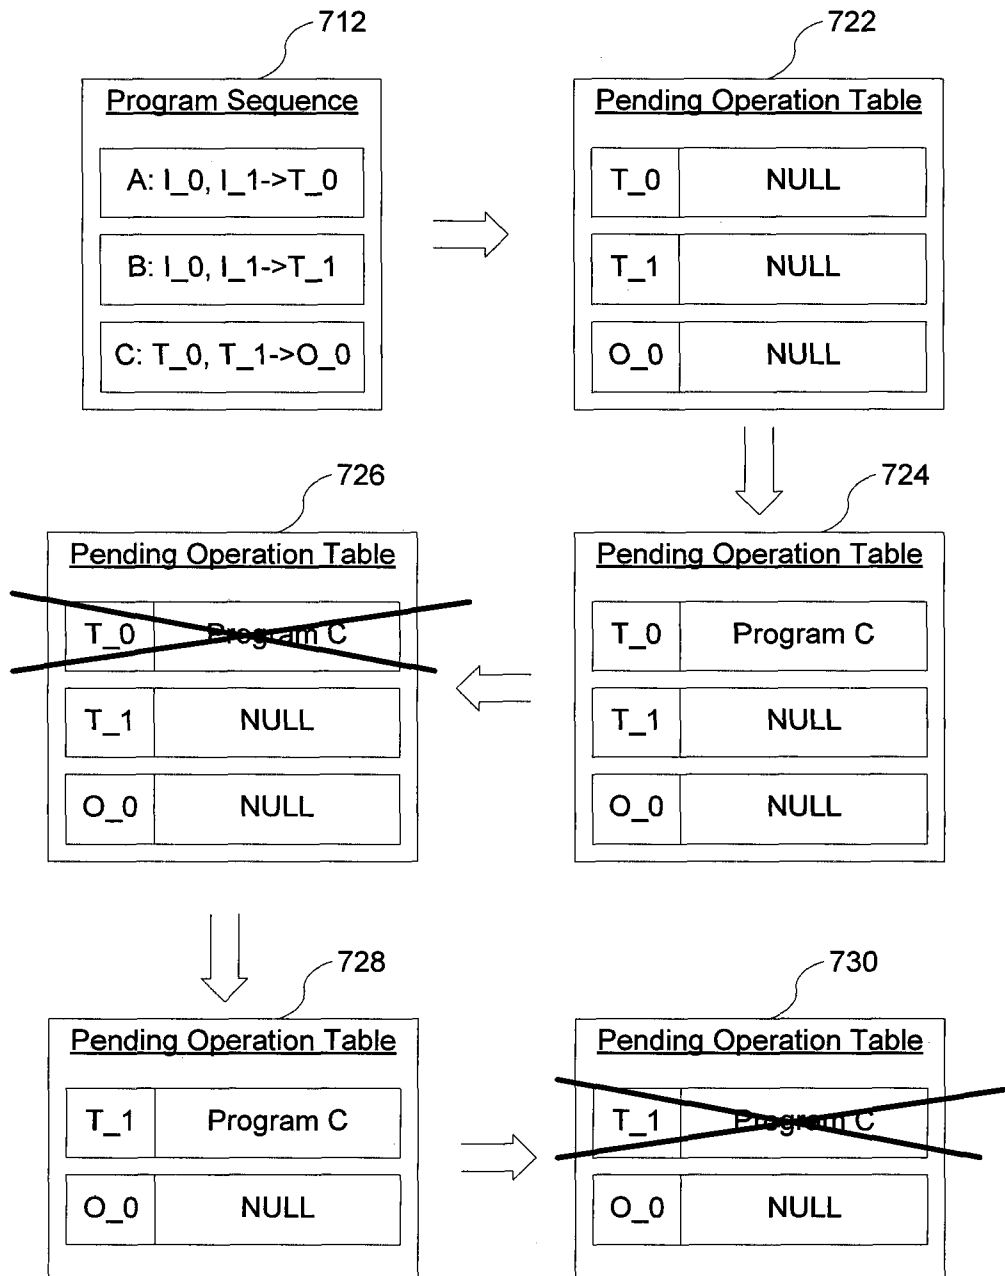 712
Program Sequence
A: I_0, I_1->T_0
B: I_0, I_1->T_1
C: T_0, T_1->O_0
722
Pending Operation Table
T_0 NULL
T_1 NULL
O_0 NULL
726
Pending Operation Table
T_0 Program C
T_1 NULL
O_0 NULL
724
Pending Operation Table
T_0 Program C
T_1 NULL
O_0 NULL
728
Pending Operation Table
T_1 Program C
O_0 NULL
730
Pending Operation Table
T_1 Program C
O_0 NULL